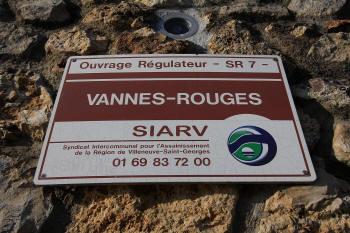 Ouvrage Régulateur - SR 7 -
VANNES-ROUGES
SIARV
Syndicat Intercommunal pour l'Assainissement
de la Région de Villeneuve-Saint-Georges
01 69 83 72 00